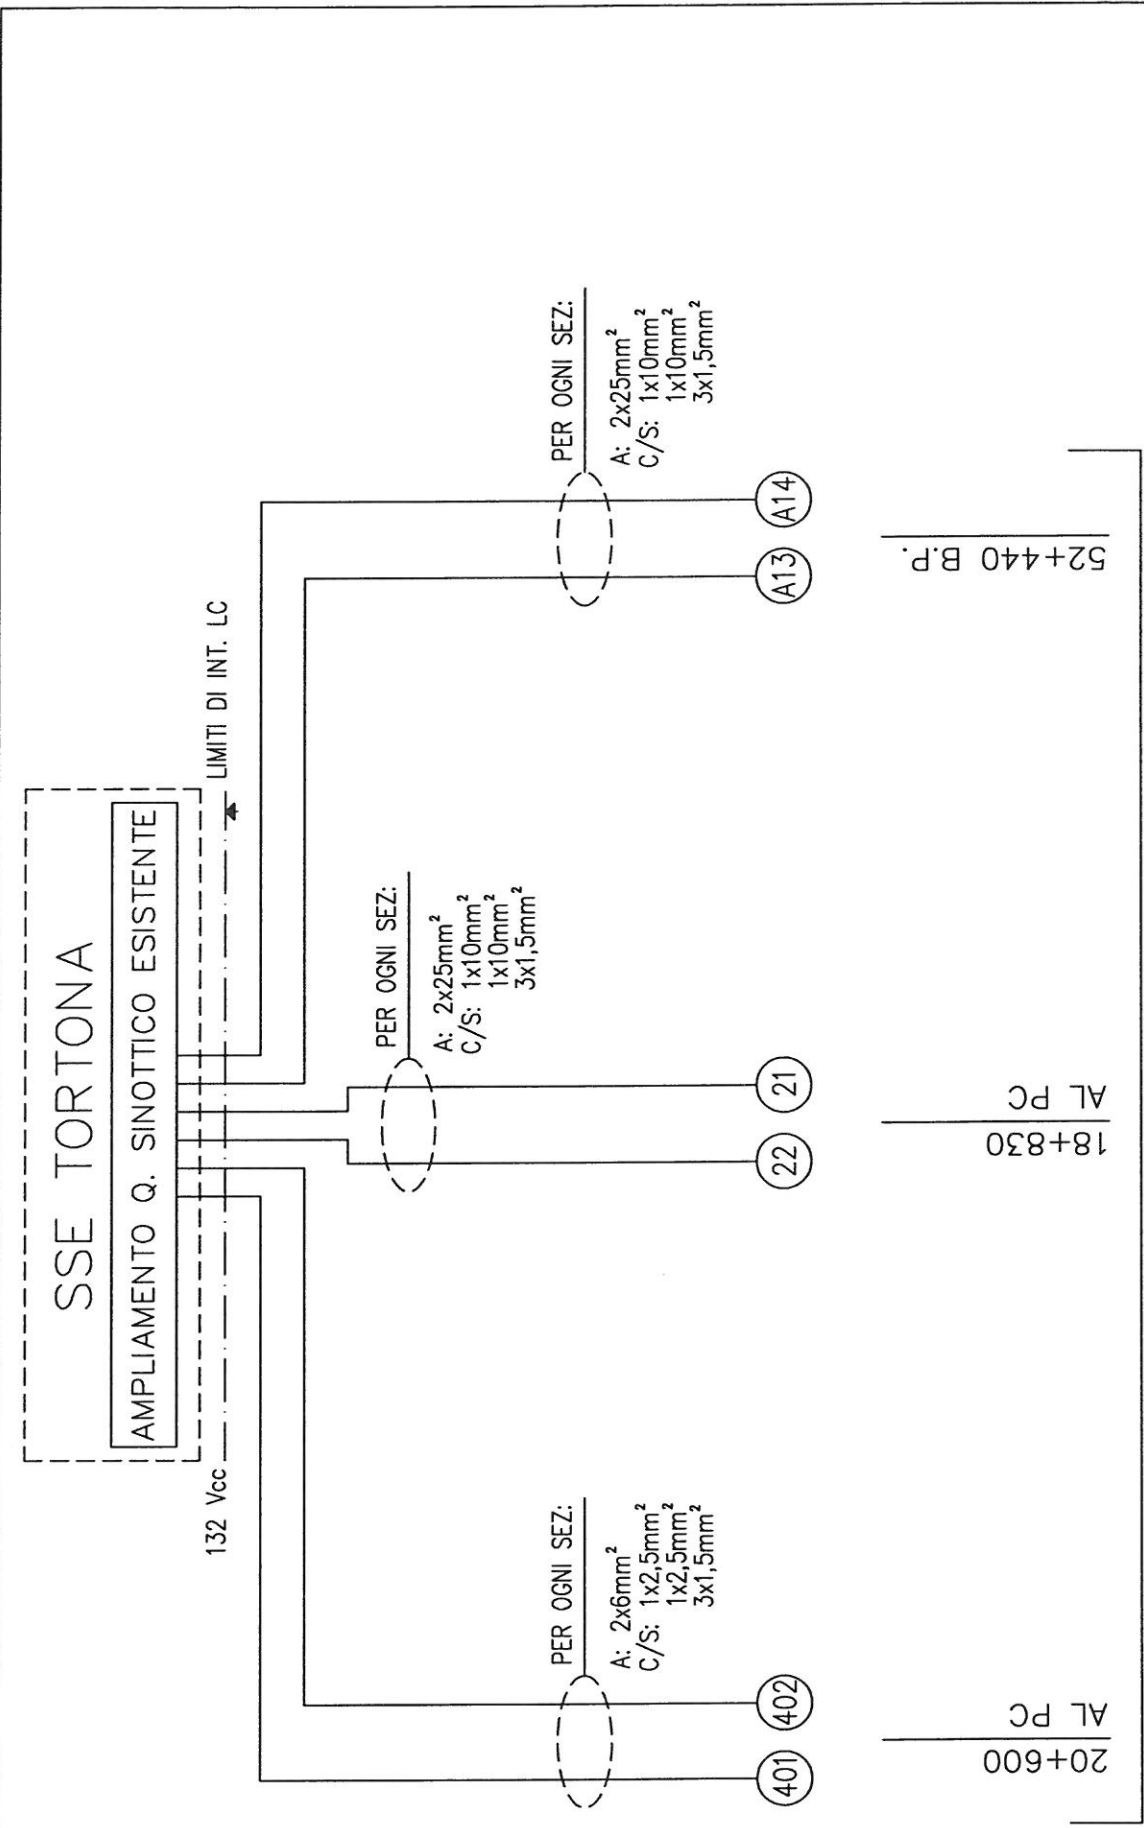 SSE TORTONA
AMPLIAMENTO Q. SINOTTICO ESISTENTE
132 Vcc
LIMITI DI INT. LC
PER OGNI SEZ:
A: 2x6mm²
C/S: 1x2,5mm²
1x2,5mm²
3x1,5mm²
PER OGNI SEZ:
A: 2x25mm²
C/S: 1x10mm²
1x10mm²
3x1,5mm²
PER OGNI SEZ:
A: 2x25mm²
C/S: 1x10mm²
1x10mm²
3x1,5mm²
401
402
22
21
A13
A14
20+600
AL PC
18+830
AL PC
52+440 B.P.